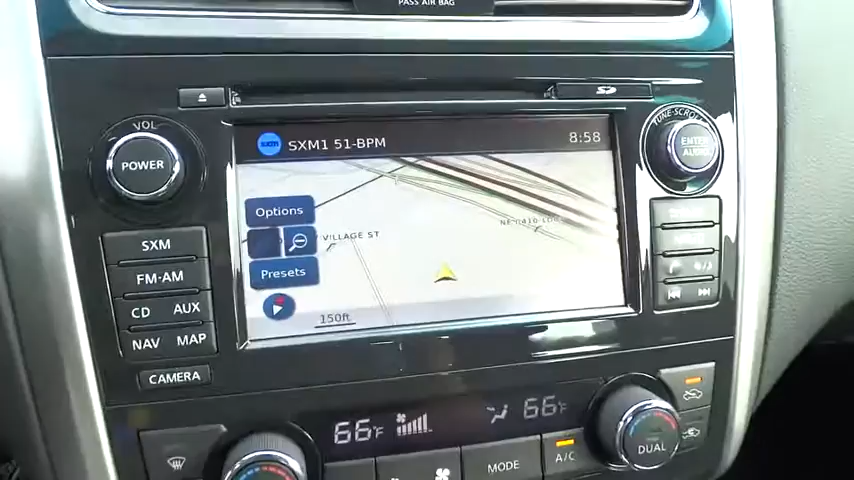 PASS AIR BAG
SD
VOL
POWER
sxm
SXM1 51-BPM
8:58
TUNE·SCROLL
ENTER
AUDIO
Options
VILLAGE ST
Presets
150ft
SXM
FM·AM
CD
AUX
NAV
MAP
CAMERA
66°F
66°F
MODE
A/C
DUAL